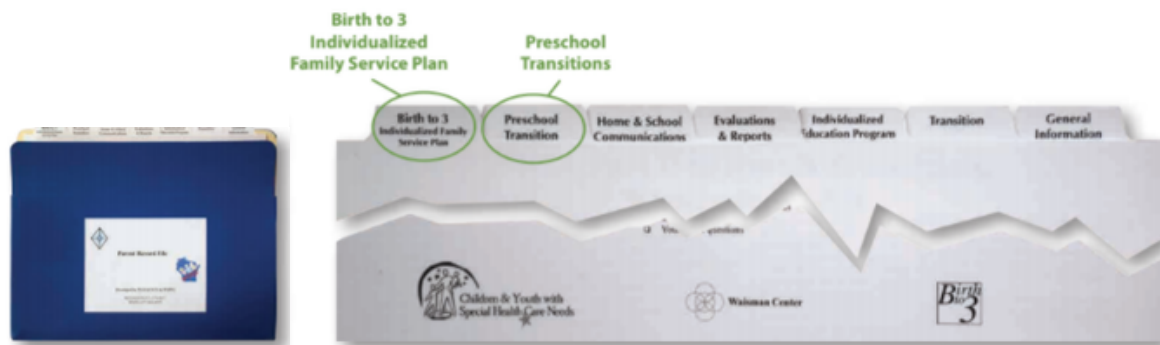 Birth to 3
Individualized
Family Service Plan
Preschool
Transitions
Birth to 3
Individualized Family
Service Plan
Preschool
Transition
Home & School
Communications
Evaluations
& Reports
Individualized
Education Program
Transition
General
Information
Parent Record File
Children & Youth with
Special Health Care Needs
Waisman Center
Birth
to 3